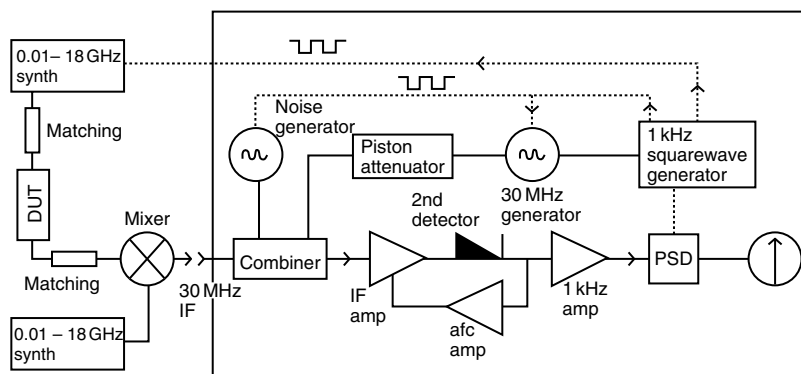 0.01– 18 GHz
synth
Matching
DUT
Mixer
Matching
0.01 – 18 GHz
synth
30 MHz
IF
Noise
generator
Piston
attenuator
30 MHz
generator
1 kHz
squarewave
generator
2nd
detector
Combiner
IF
amp
afc
amp
1 kHz
amp
PSD